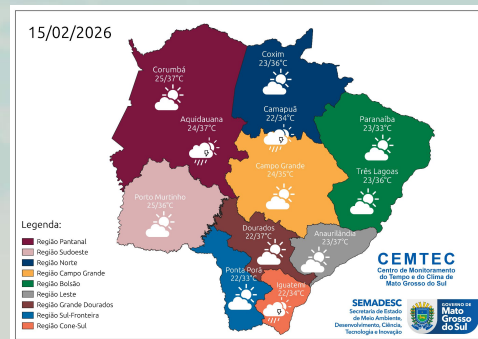 15/02/2026
Coxim
23/36°C
Corumbá
25/37°C
Camapuã
22/34°C
Aquidauana
24/37°C
Paranaíba
23/33°C
Campo Grande
24/35°C
Três Lagoas
23/36°C
Porto Murtinho
25/38°C
Dourados
22/37°C
Anaurilândia
23/37°C
Ponta Porã
22/33°C
Iguatemi
22/34°C
Legenda:
Região Pantanal
Região Sudoeste
Região Norte
Região Campo Grande
Região Bolsão
Região Leste
Região Grande Dourados
Região Sul-Fronteira
Região Cone-Sul
CEMTEC
Centro de Monitoramento
do Tempo e do Clima de
Mato Grosso do Sul
SEMADESC
Secretaria de Estado
de Meio Ambiente,
Desenvolvimento, Ciência,
Tecnologia e Inovação
GOVERNO DE
Mato
Grosso
do Sul